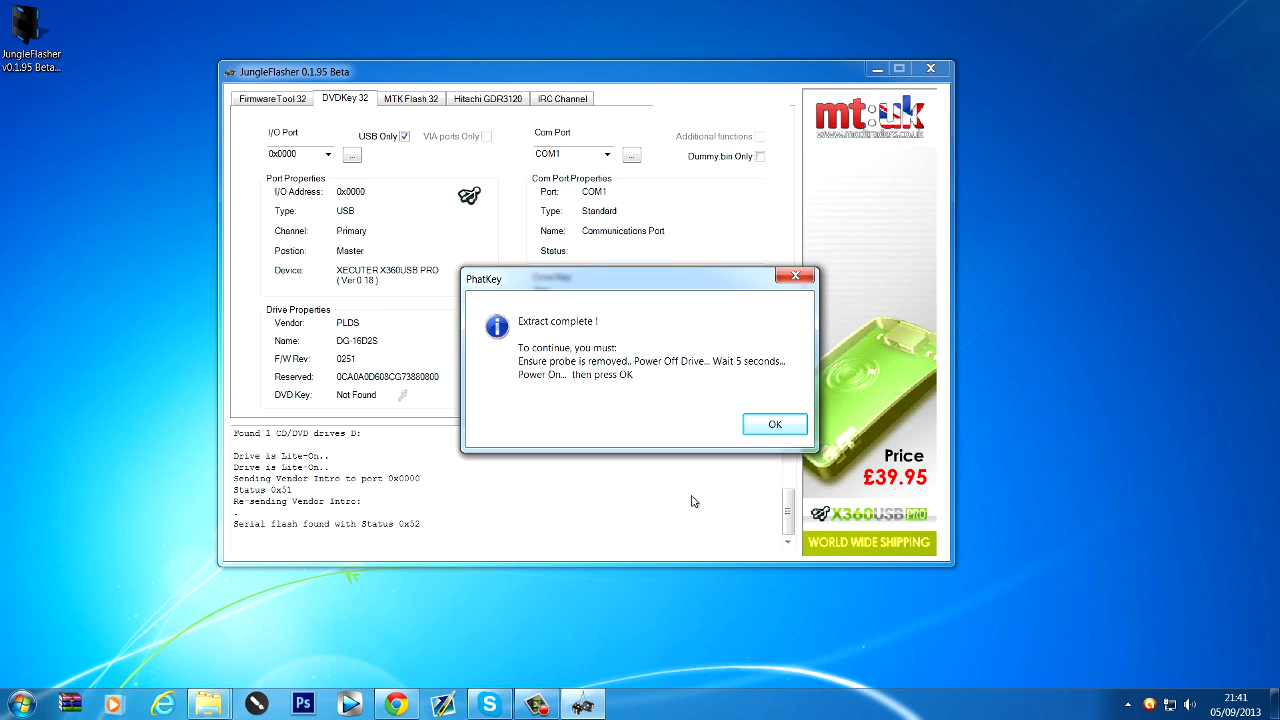 JungleFlasher
v0.1.95 Beta...
JungleFlasher 0.1.95 Beta
FirmwareTool 32
DVDKey 32
MTK Flash 32
Hitachi GDR3120
IRC Channel
I/O Port
USB Only
VIA ports Only
0x0000
...
Com Port
Additional functions
COM1
...
Dummy.bin Only
Port Properties
I/O Address: 0x0000
Type: USB
Channel: Primary
Postion: Master
Device: XECUTER X360USB PRO
( Ver 0.18 )
Com Port Properties
Port: COM1
Type: Standard
Name: Communications Port
Status:
Drive Properties
Vendor: PLDS
Name: DG-16D2S
F/W Rev: 0251
Reserved: 0CA0A0D608CG73880800
DVD Key: Not Found
PhatKey
Extract complete !
To continue, you must:
Ensure probe is removed.. Power Off Drive... Wait 5 seconds...
Power On... then press OK
OK
Found 1 CD/DVD drives D:
Drive is Lite-On..
Drive is Lite-On..
Sending Vendor Intro to port 0x0000
Status 0x51
Re-sending Vendor Intro:
.
Serial flash found with Status 0x52
mt:uk
www.modtraders.co.uk
Price
£39.95
X360USB PRO
WORLD WIDE SHIPPING
Ps
21:41
05/09/2013